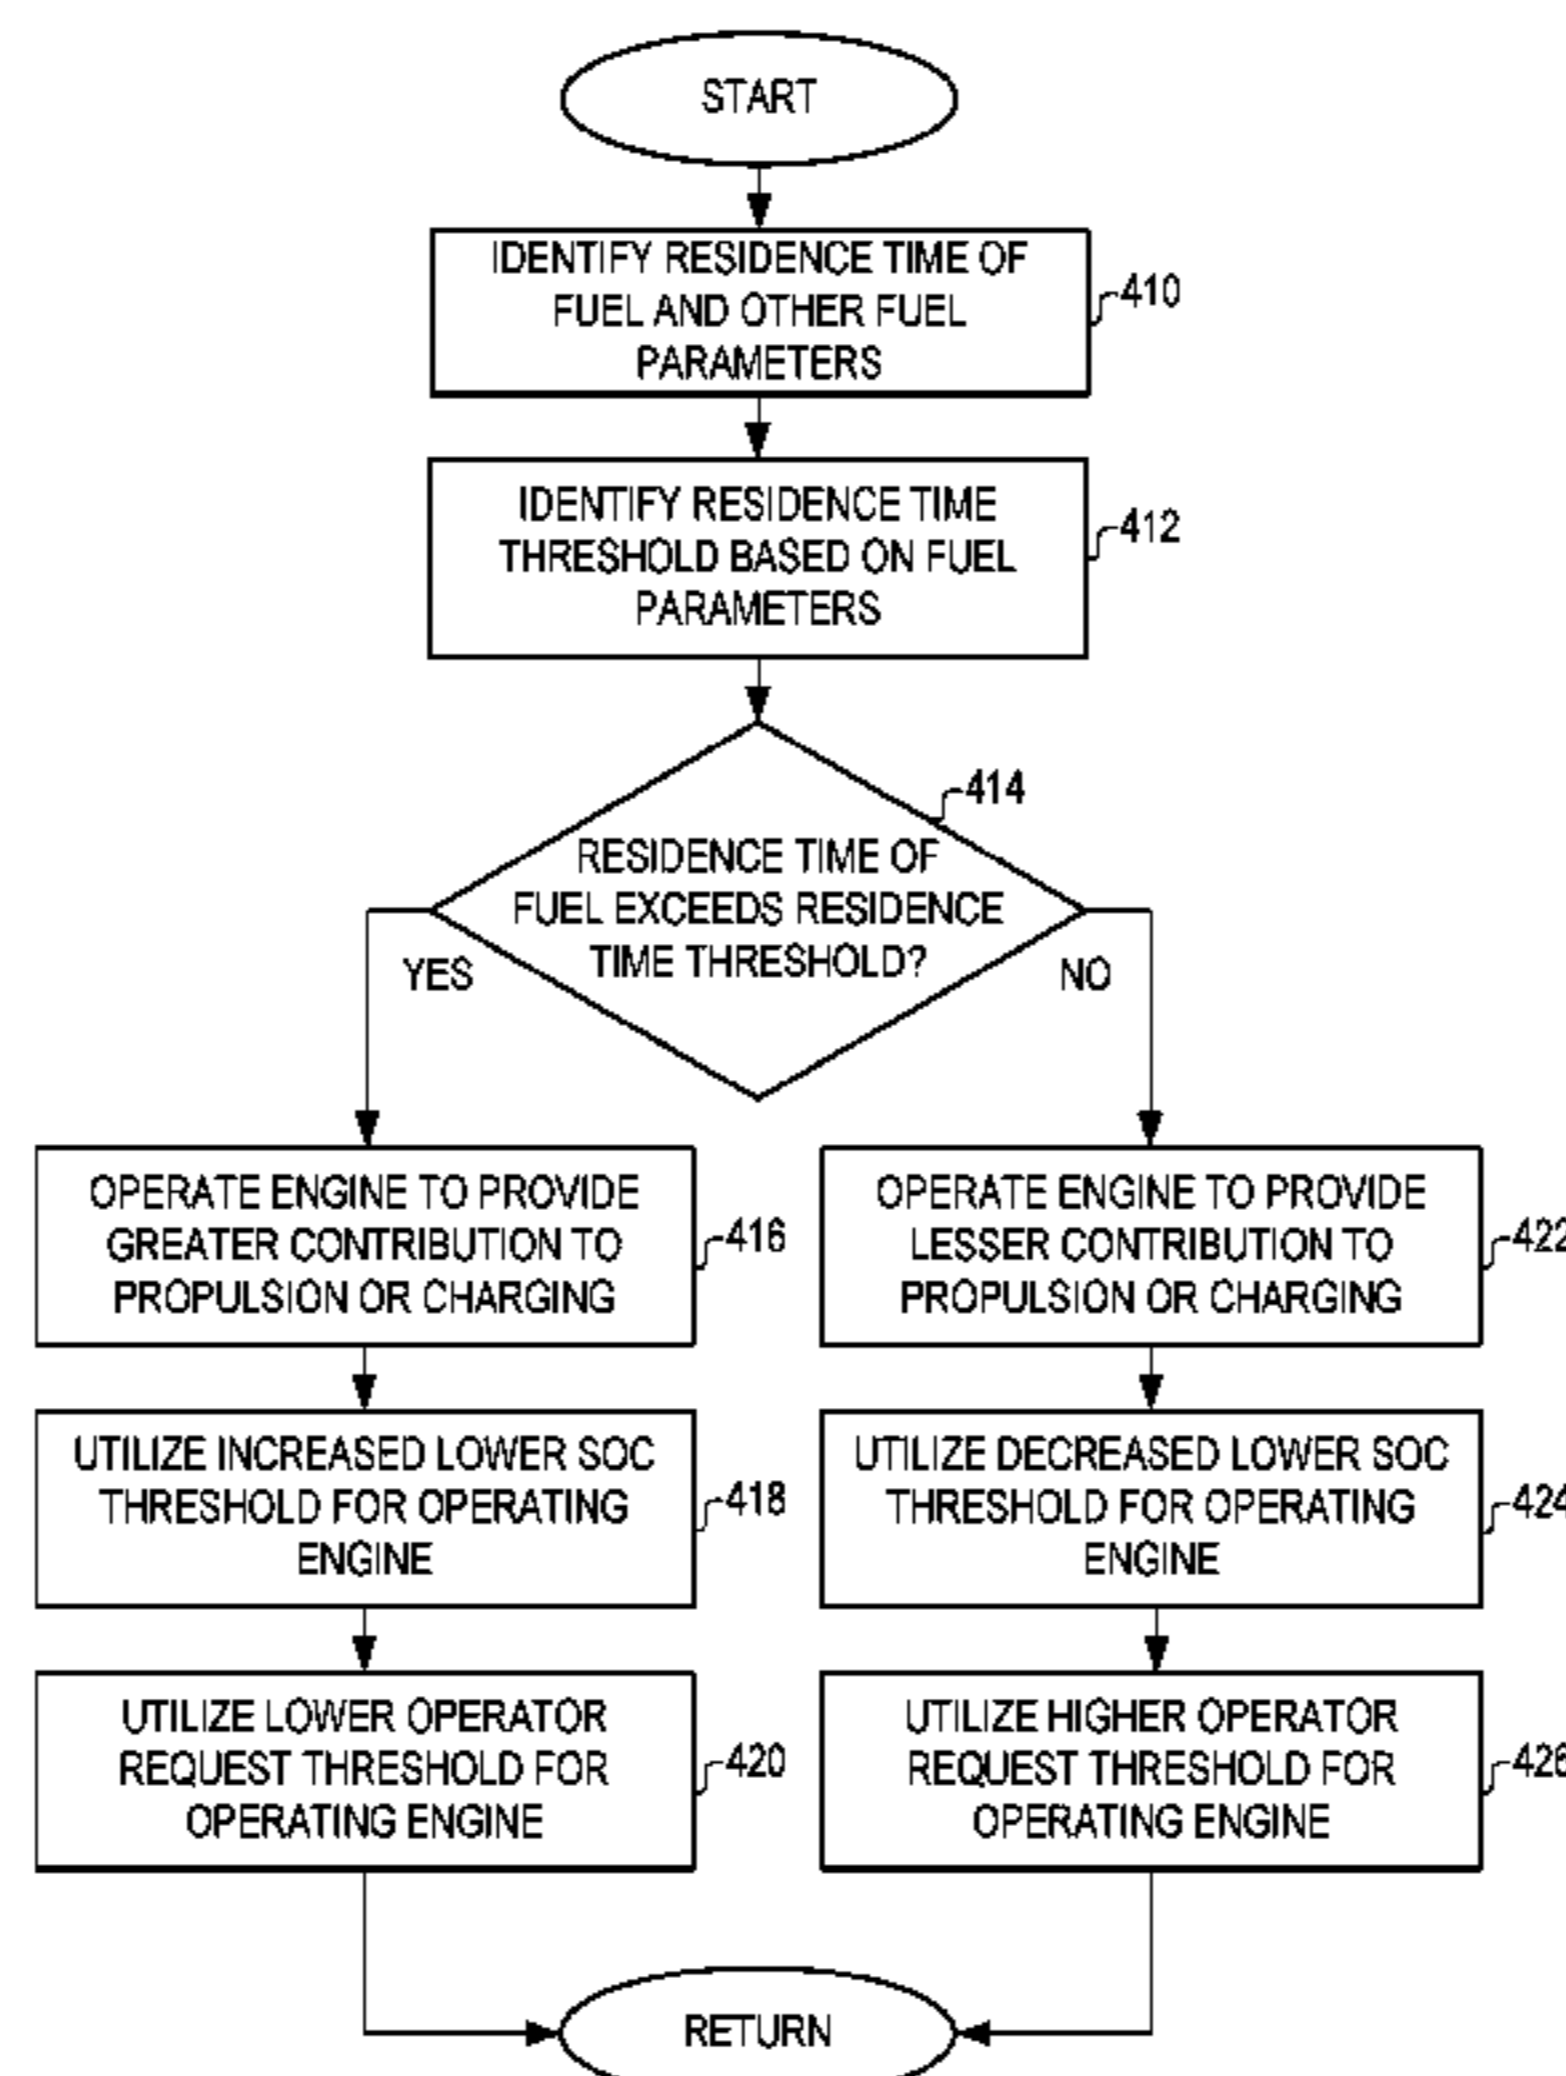 START
IDENTIFY RESIDENCE TIME OF
FUEL AND OTHER FUEL
PARAMETERS
410
IDENTIFY RESIDENCE TIME
THRESHOLD BASED ON FUEL
PARAMETERS
412
414
RESIDENCE TIME OF
FUEL EXCEEDS RESIDENCE
TIME THRESHOLD?
YES
NO
OPERATE ENGINE TO PROVIDE
GREATER CONTRIBUTION TO
PROPULSION OR CHARGING
416
UTILIZE INCREASED LOWER SOC
THRESHOLD FOR OPERATING
ENGINE
418
UTILIZE LOWER OPERATOR
REQUEST THRESHOLD FOR
OPERATING ENGINE
420
OPERATE ENGINE TO PROVIDE
LESSER CONTRIBUTION TO
PROPULSION OR CHARGING
422
UTILIZE DECREASED LOWER SOC
THRESHOLD FOR OPERATING
ENGINE
424
UTILIZE HIGHER OPERATOR
REQUEST THRESHOLD FOR
OPERATING ENGINE
426
RETURN